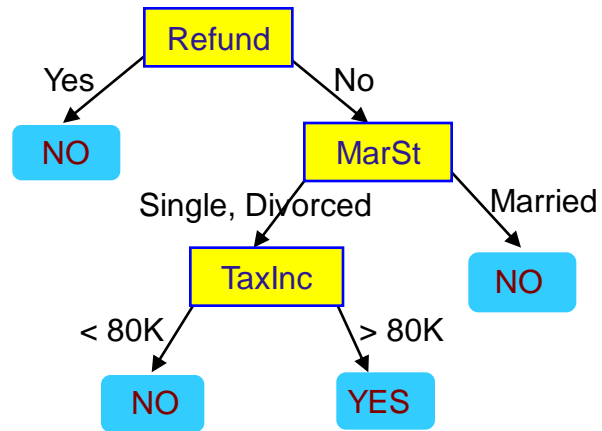 Refund
Yes
No
NO
MarSt
Single, Divorced
Married
TaxInc
NO
< 80K
> 80K
NO
YES